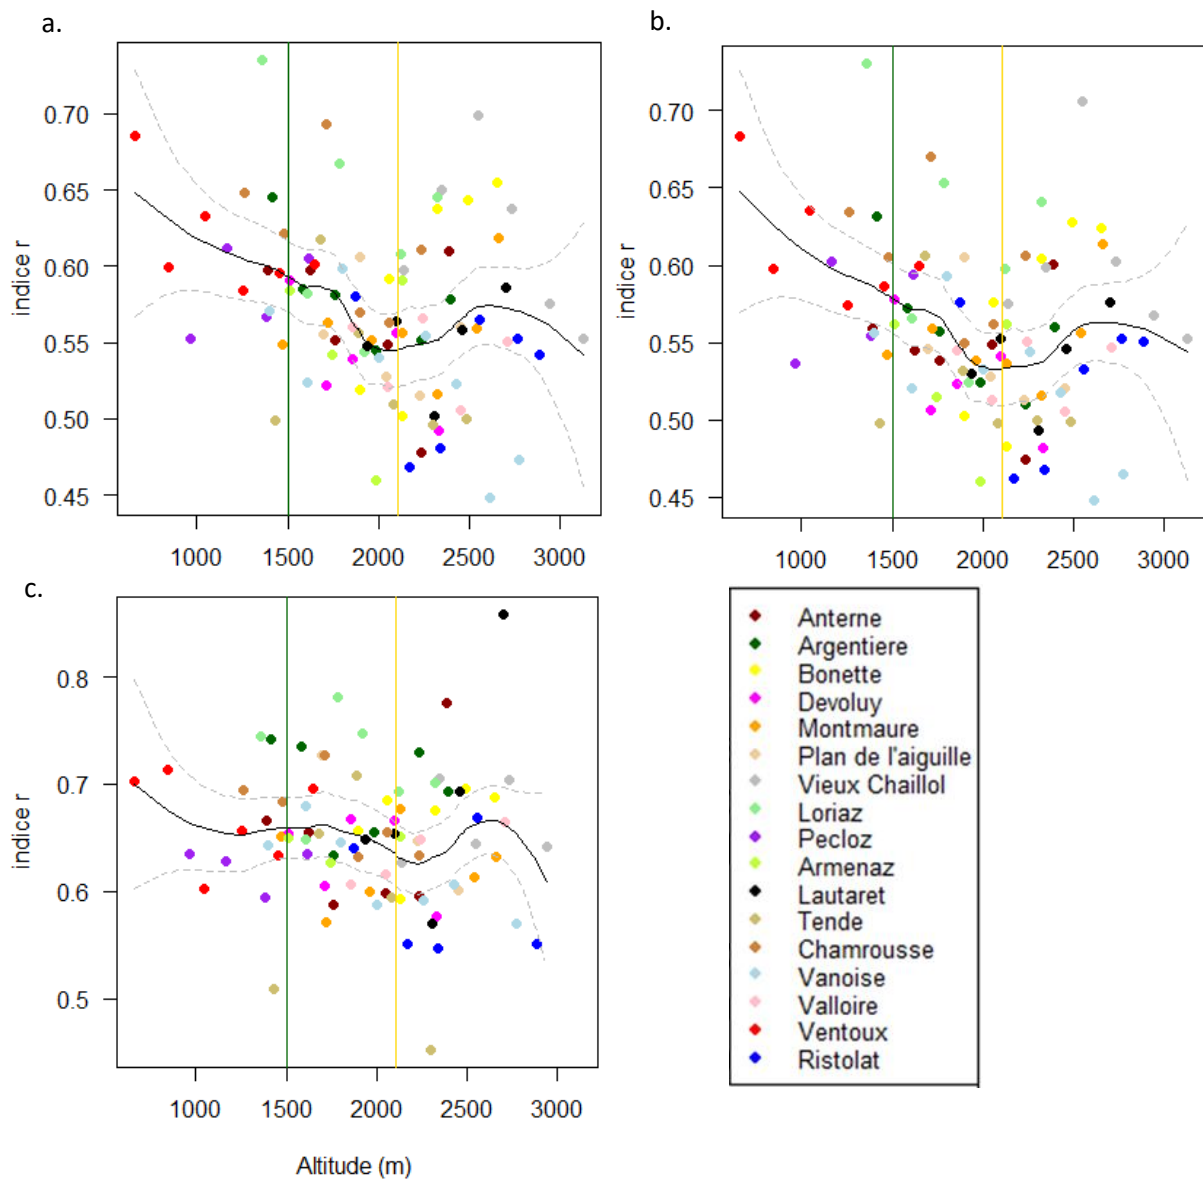 a.
b.
indice r
0.70
0.65
0.60
0.55
0.50
0.45
1000 1500 2000 2500 3000
indice r
0.70
0.65
0.60
0.55
0.50
0.45
1000 1500 2000 2500 3000
c.
indice r
0.8
0.7
0.6
0.5
1000 1500 2000 2500 3000
Altitude (m)
Anterne
Argentiere
Bonette
Devoluy
Montmaure
Plan de l'aiguille
Vieux Chaillol
Loriaz
Pecloz
Armenaz
Lautaret
Tende
Chamrousse
Vanoise
Valloire
Ventoux
Ristolat